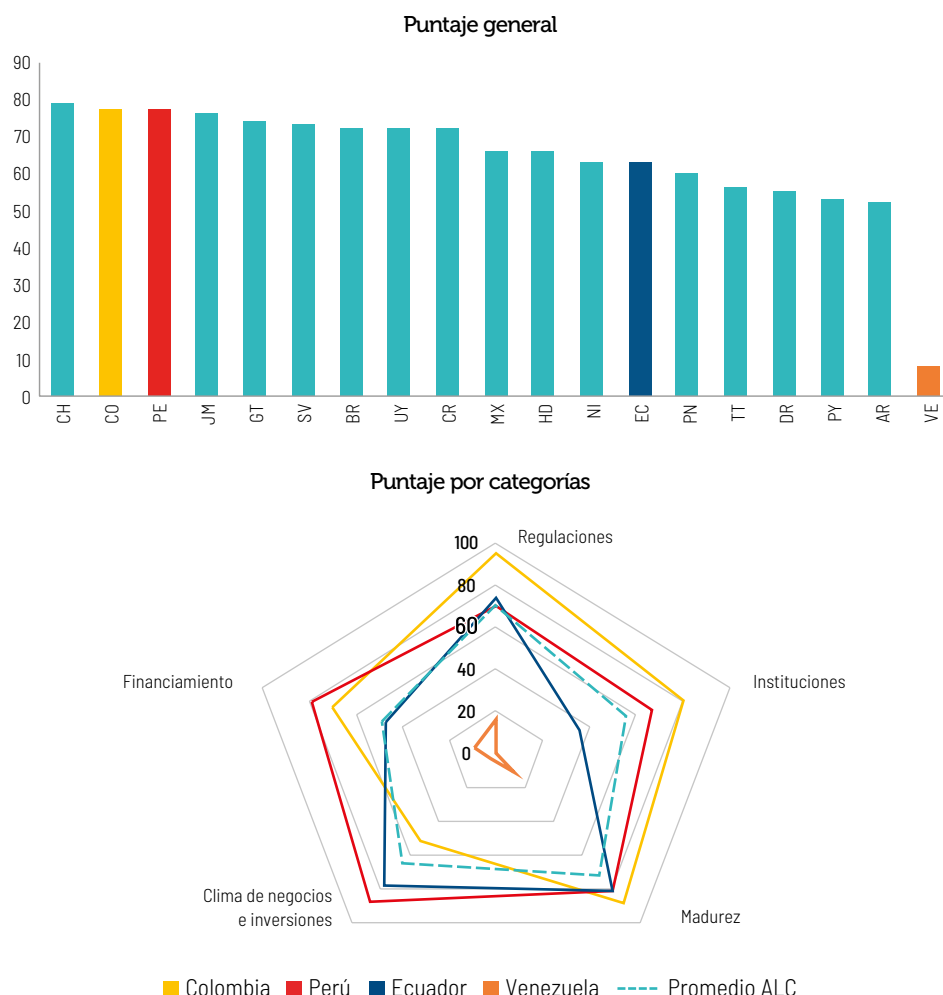 Puntaje general
90
80
70
60
50
40
30
20
10
0
CH CO PE JM GT SV BR UY CR MX HD NI EC PN TT DR PY AR VE
Puntaje por categorías
100
80
60
40
20
0
Regulaciones
Instituciones
Madurez
Clima de negocios
e inversiones
Financiamiento
Colombia Perú Ecuador Venezuela Promedio ALC